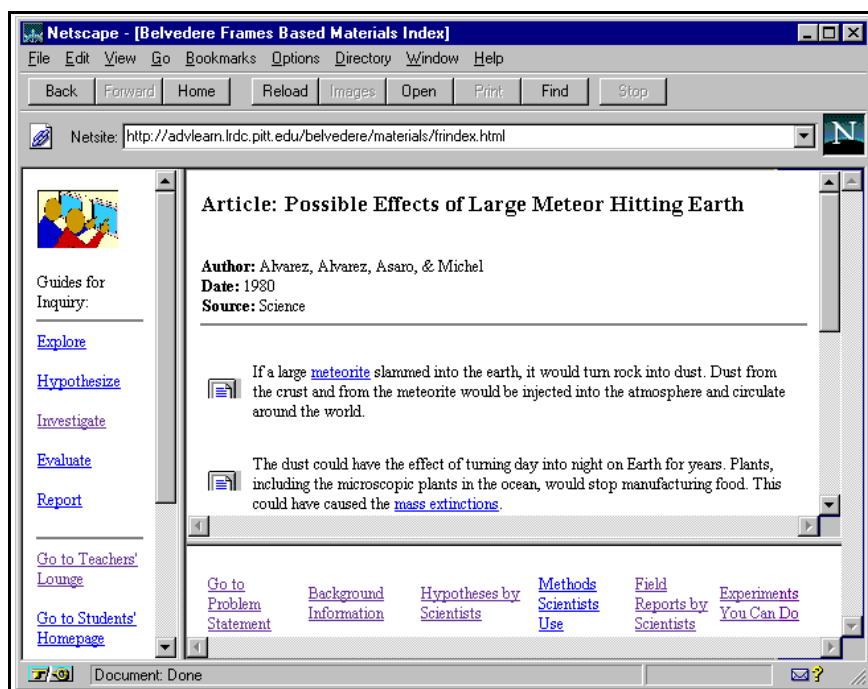 Netscape - [Belvedere Frames Based Materials Index]
File Edit View Go Bookmarks Options Directory Window Help
Back Forward Home Reload Images Open Print Find Stop
Netsite: http://advlearn.lrdc.pitt.edu/belvedere/materials/frindex.html
N
Guides for
Inquiry:
Explore
Hypothesize
Investigate
Evaluate
Report
Go to Teachers'
Lounge
Go to Students'
Homepage
Article: Possible Effects of Large Meteor Hitting Earth
Author: Alvarez, Alvarez, Asaro, & Michel
Date: 1980
Source: Science
If a large meteorite slammed into the earth, it would turn rock into dust. Dust from
the crust and from the meteorite would be injected into the atmosphere and circulate
around the world.
The dust could have the effect of turning day into night on Earth for years. Plants,
including the microscopic plants in the ocean, would stop manufacturing food. This
could have caused the mass extinctions.
Go to
Problem
Statement
Background
Information
Hypotheses by
Scientists
Methods
Scientists
Use
Field
Reports by
Scientists
Experiments
You Can Do
Document: Done
?